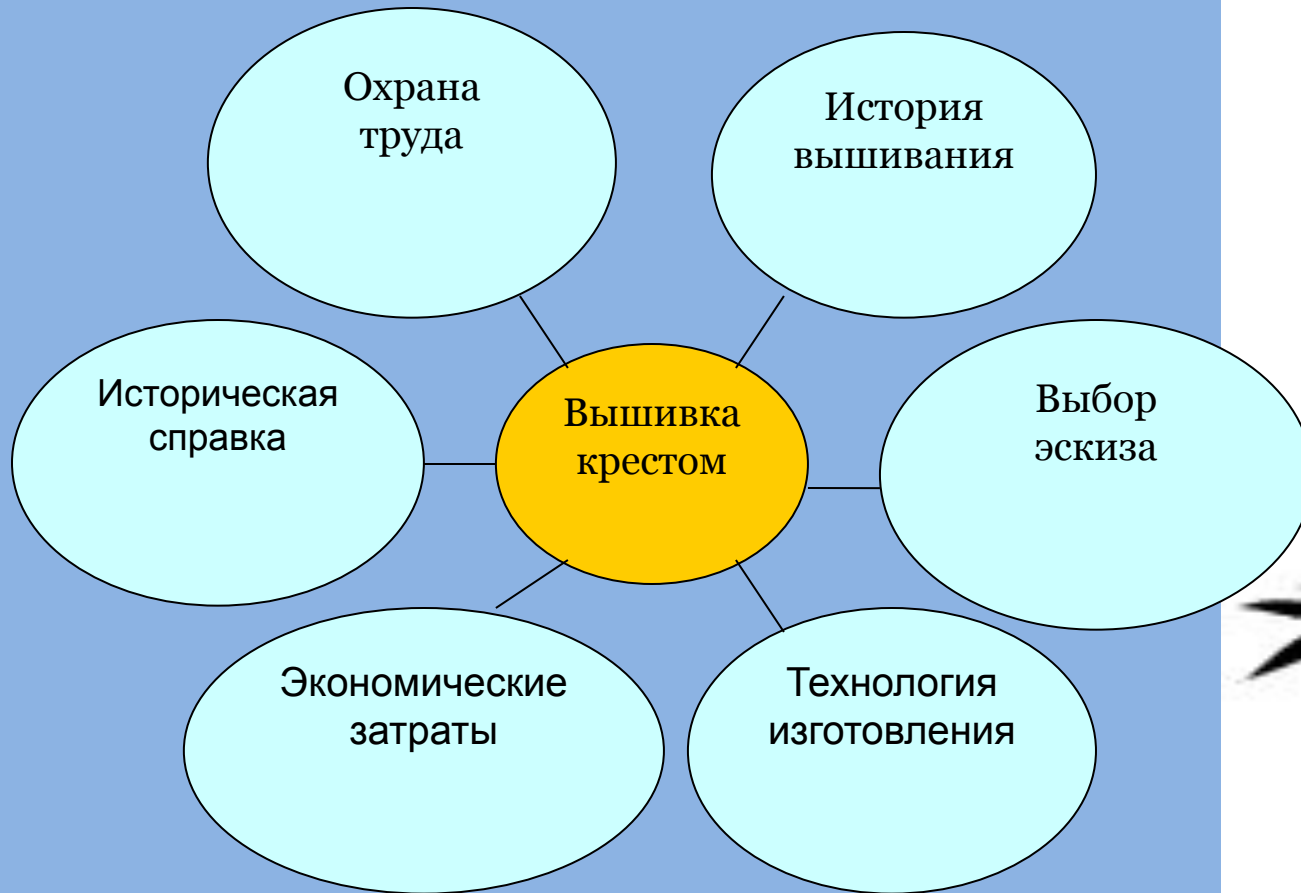 Охрана
труда
История
вышивания
Историческая
справка
Вышивка
крестом
Выбор
эскиза
Экономические
затраты
Технология
изготовления